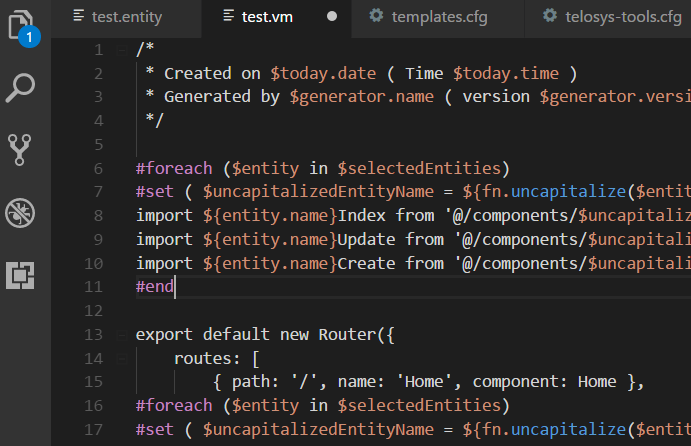 test.entity test.vm templates.cfg telosys-tools.cfg
1
1 /*
2 * Created on $today.date ( Time $today.time )
3 * Generated by $generator.name ( version $generator.versi
4 */
5
6 #foreach ($entity in $selectedEntities)
7 #set ( $uncapitalizedEntityName = ${fn.uncapitalize($entit
8 import ${entity.name}Index from '@/components/$uncapitaliz
9 import ${entity.name}Update from '@/components/$uncapitali
10 import ${entity.name}Create from '@/components/$uncapitali
11 #end
12
13 export default new Router({
14 routes: [
15 { path: '/', name: 'Home', component: Home },
16 #foreach ($entity in $selectedEntities)
17 #set ( $uncapitalizedEntityName = ${fn.uncapitalize($entit